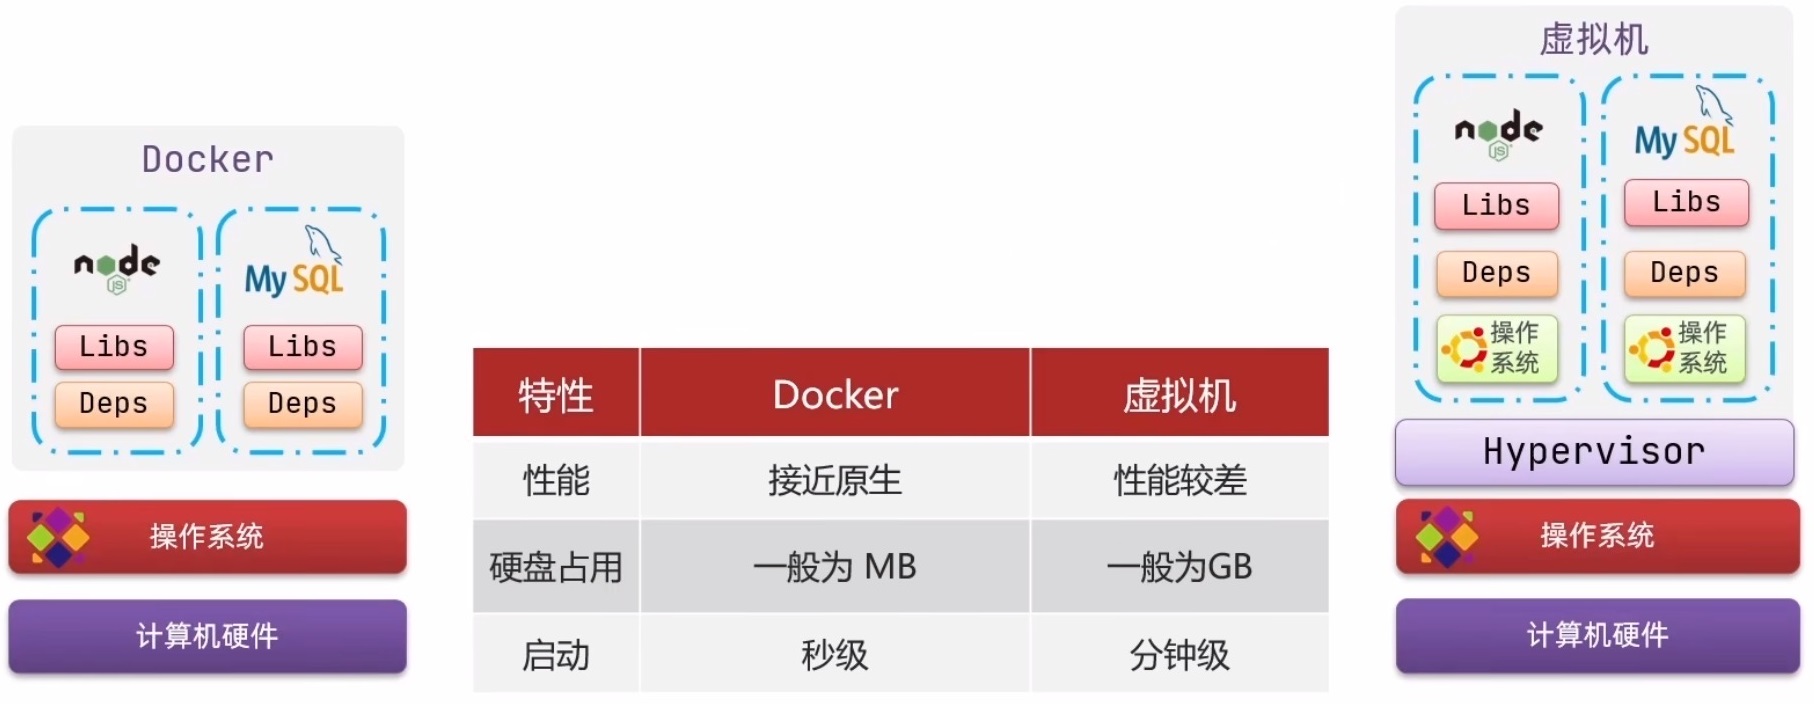 Docker
node
JS
MySQL
Libs
Libs
Deps
Deps
操作系统
计算机硬件
特性 Docker 虚拟机
性能 接近原生 性能较差
硬盘占用 一般为 MB 一般为GB
启动 秒级 分钟级
虚拟机
node
JS
MySQL
Libs
Libs
Deps
Deps
操作
系统
操作
系统
Hypervisor
操作系统
计算机硬件